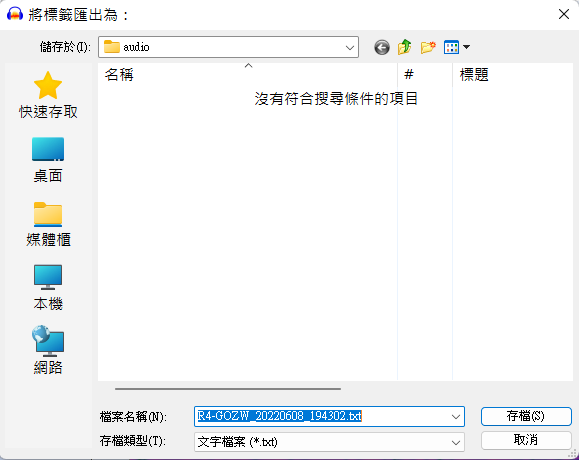 將標籤匯出為：
儲存於(I):
audio
名稱
#
標題
沒有符合搜尋條件的項目
快速存取
桌面
媒體櫃
本機
網路
檔案名稱(N):
R4-GOZW_20220608_194302.txt
存檔(S)
存檔類型(T):
文字檔案 (*.txt)
取消